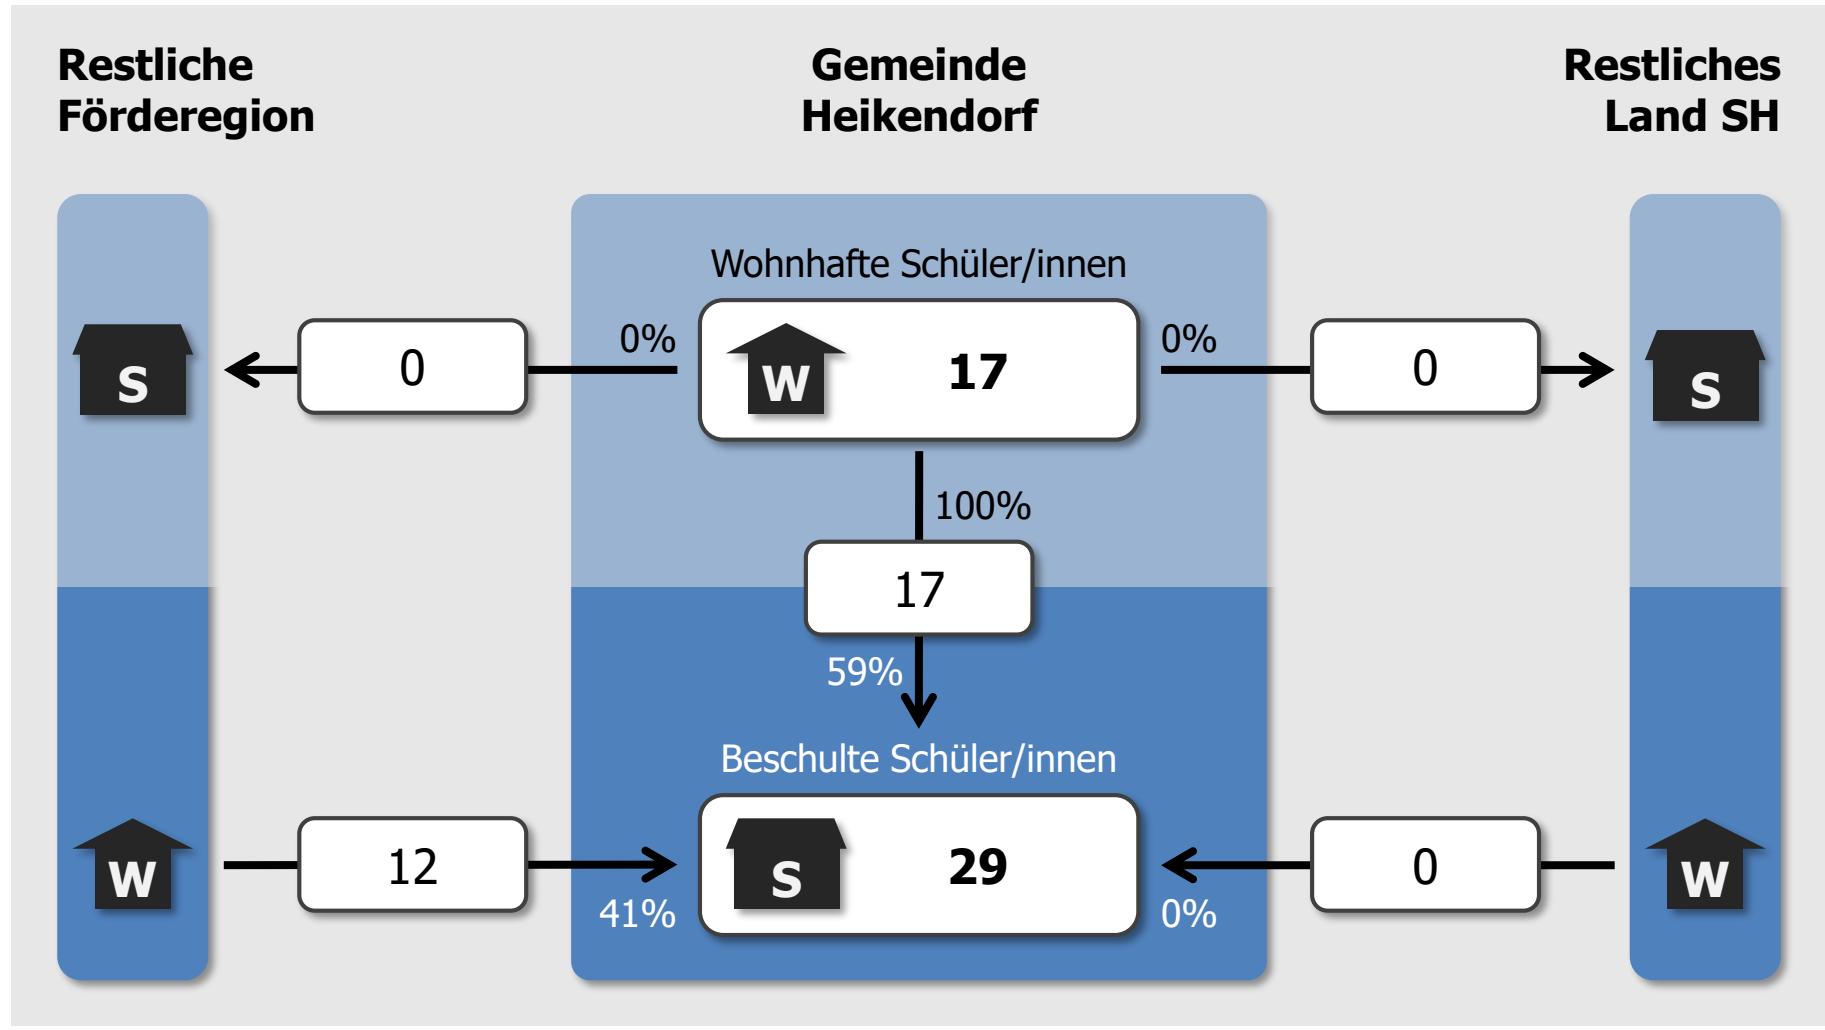 Restliche
Förderegion
Gemeinde
Heikendorf
Restliches
Land SH
Wohnhafte Schüler/innen
S
0
0%
W
17
0%
0
S
100%
17
59%
Beschulte Schüler/innen
W
12
41%
S
29
0%
0
W